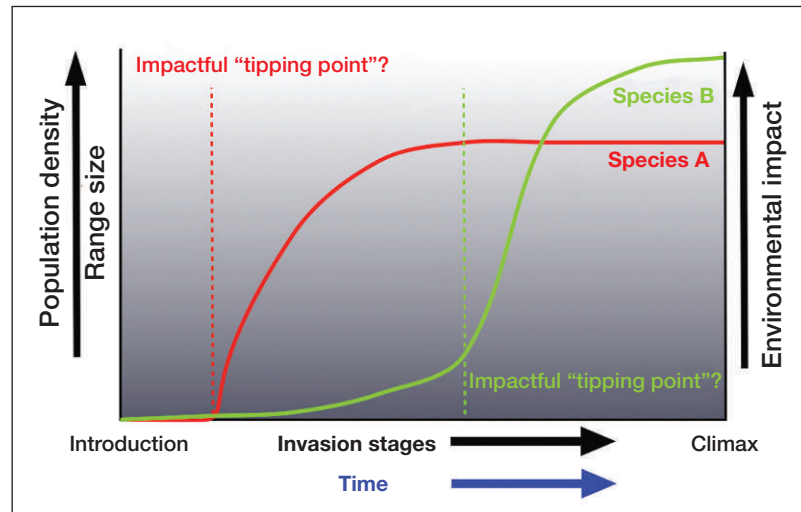 Impactful “tipping point”?
Species B
Species A
Population density
Range size
Environmental impact
Impactful “tipping point”?
Introduction
Invasion stages
Climax
Time